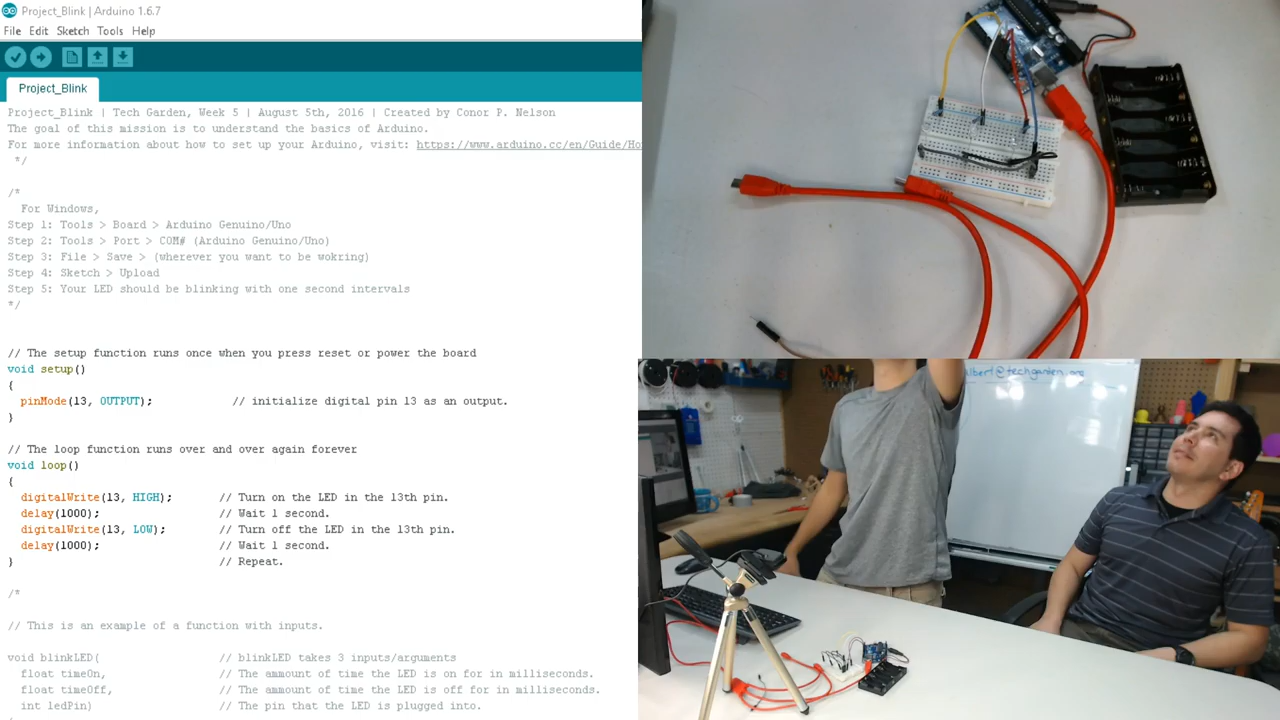 Project_Blink | Arduino 1.6.7
File Edit Sketch Tools Help
Project_Blink
Project_Blink | Tech Garden, Week 5 | August 5th, 2016 | Created by Conor P. Nelson
The goal of this mission is to understand the basics of Arduino.
For more information about how to set up your Arduino, visit: https://www.arduino.cc/en/Guide/Ho
*/
/*
For Windows,
Step 1: Tools > Board > Arduino Genuino/Uno
Step 2: Tools > Port > COM# (Arduino Genuino/Uno)
Step 3: File > Save > (wherever you want to be wokring)
Step 4: Sketch > Upload
Step 5: Your LED should be blinking with one second intervals
*/
// The setup function runs once when you press reset or power the board
void setup()
{
pinMode(13, OUTPUT); // initialize digital pin 13 as an output.
}
// The loop function runs over and over again forever
void loop()
{
digitalWrite(13, HIGH); // Turn on the LED in the 13th pin.
delay(1000); // Wait 1 second.
digitalWrite(13, LOW); // Turn off the LED in the 13th pin.
delay(1000); // Wait 1 second.
} // Repeat.
/*
// This is an example of a function with inputs.
void blinkLED( // blinkLED takes 3 inputs/arguments
float timeOn, // The ammount of time the LED is on for in milliseconds.
float timeOff, // The ammount of time the LED is off for in milliseconds.
int ledPin) // The pin that the LED is plugged into.
albert@techgarden.org